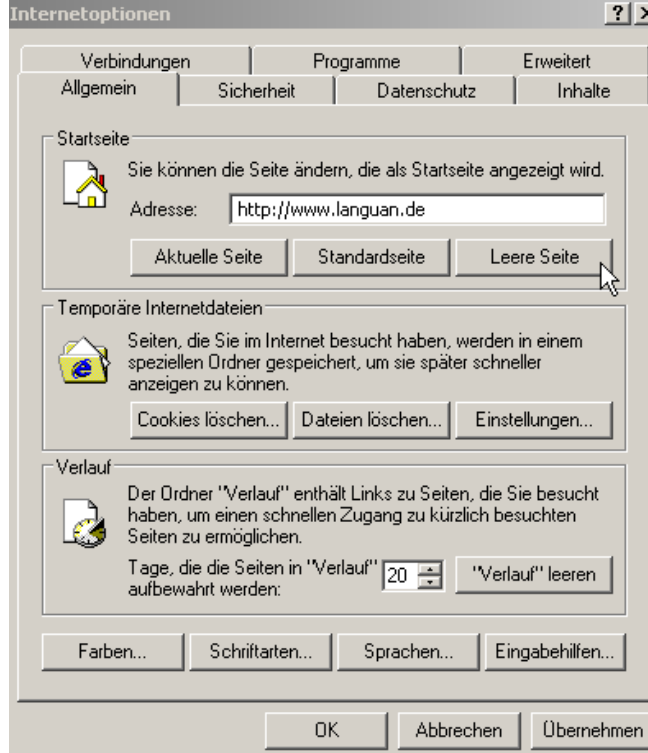 Internetoptionen
Verbindungen Programme Erweitert
Allgemein Sicherheit Datenschutz Inhalte
Startseite
Sie können die Seite ändern, die als Startseite angezeigt wird.
Adresse: http://www.languan.de
Aktuelle Seite Standardseite Leere Seite
Temporäre Internetdateien
Seiten, die Sie im Internet besucht haben, werden in einem
speziellen Ordner gespeichert, um sie später schneller
anzeigen zu können.
Cookies löschen... Dateien löschen... Einstellungen...
Verlauf
Der Ordner "Verlauf" enthält Links zu Seiten, die Sie besucht
haben, um einen schnellen Zugang zu kürzlich besuchten
Seiten zu ermöglichen.
Tage, die die Seiten in "Verlauf" 20 "Verlauf" leeren
aufbewahrt werden:
Farben... Schriftarten... Sprachen... Eingabehilfen...
OK Abbrechen Übernehmen